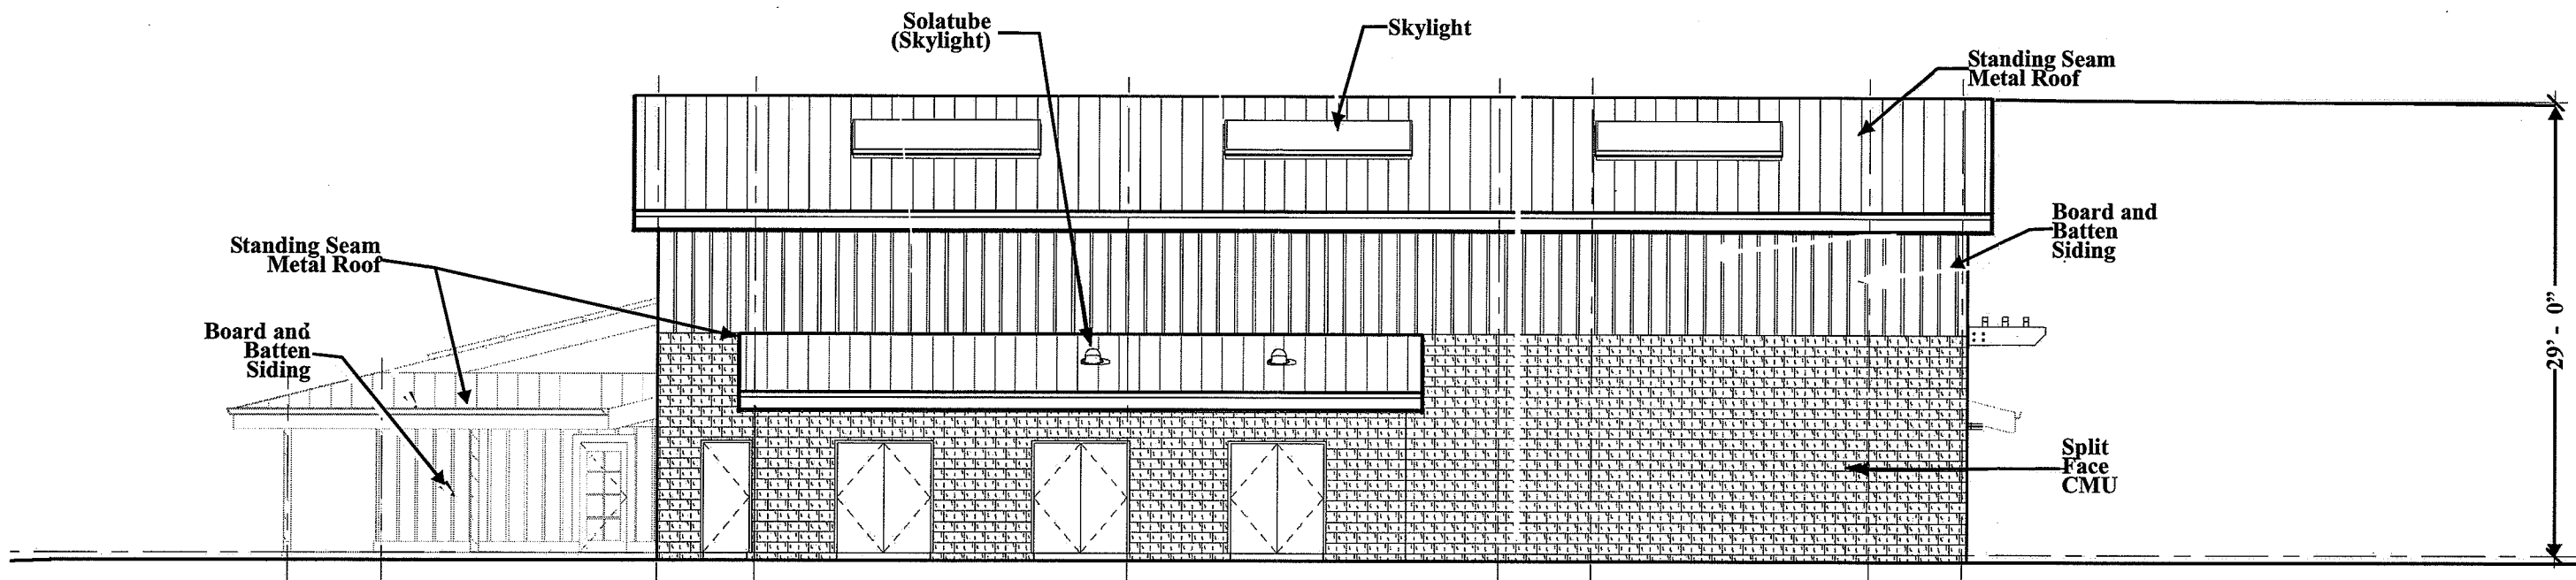 Solatube
(Skylight)
Skylight
Standing Seam
Metal Roof
Board and
Batten
Siding
Standing Seam
Metal Roof
Board and
Batten
Siding
29' - 0"
Split
Face
CMU